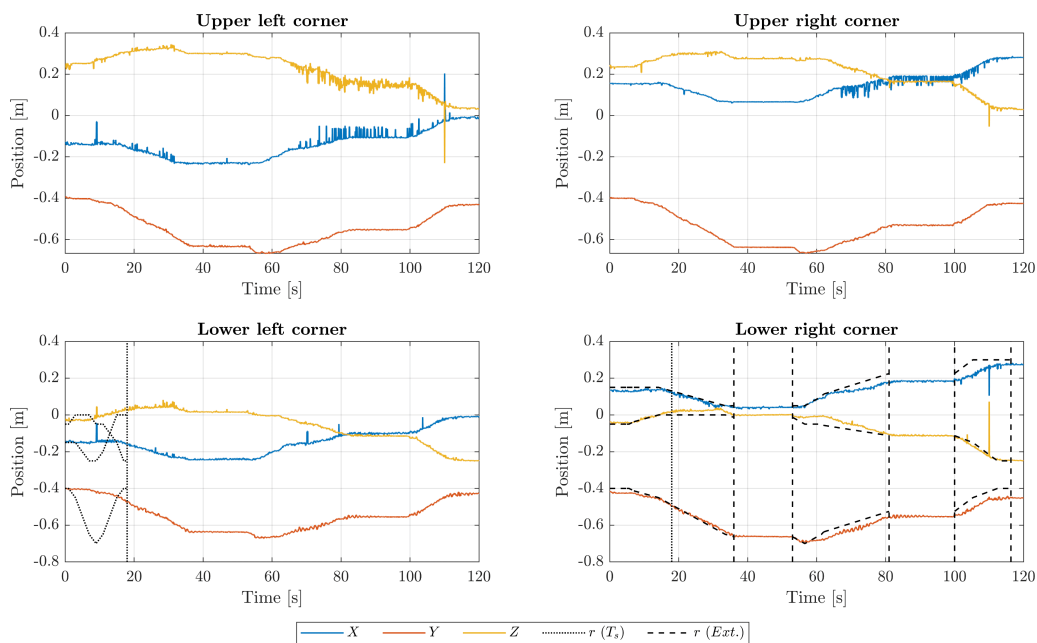 Upper left corner
Upper right corner
0.4
0.2
0
-0.2
-0.4
-0.6
Position [m]
0 20 40 60 80 100 120
Time [s]
0.4
0.2
0
-0.2
-0.4
-0.6
Position [m]
0 20 40 60 80 100 120
Time [s]
Lower left corner
Lower right corner
0.4
0.2
0
-0.2
-0.4
-0.6
-0.8
Position [m]
0 20 40 60 80 100 120
Time [s]
0.4
0.2
0
-0.2
-0.4
-0.6
-0.8
Position [m]
0 20 40 60 80 100 120
Time [s]
X Y Z r (T_s) r (Ext.)